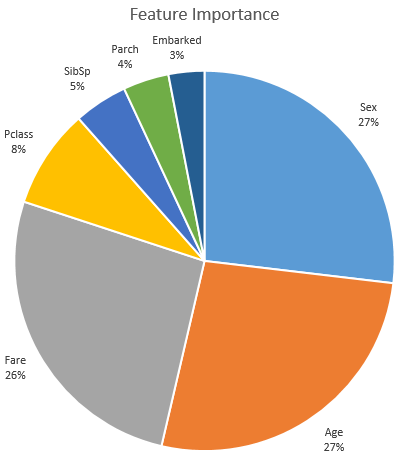 Feature Importance
Embarked
3%
Parch
4%
SibSp
5%
Sex
27%
Pclass
8%
Fare
26%
Age
27%